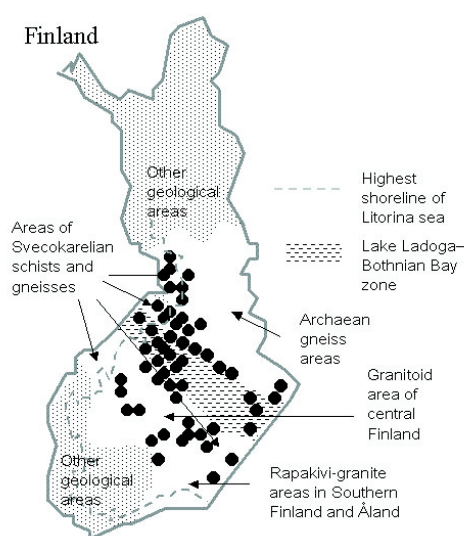 Finland
Other
geological
areas
Highest
shoreline of
Litorina sea
Areas of
Svecokarelian
schists and
gneisses
Lake Ladoga–
Bothnian Bay
zone
Archaean
gneiss
areas
Granitoid
area of
central
Finland
Other
geological
areas
Rapakivi-granite
areas in Southern
Finland and Åland